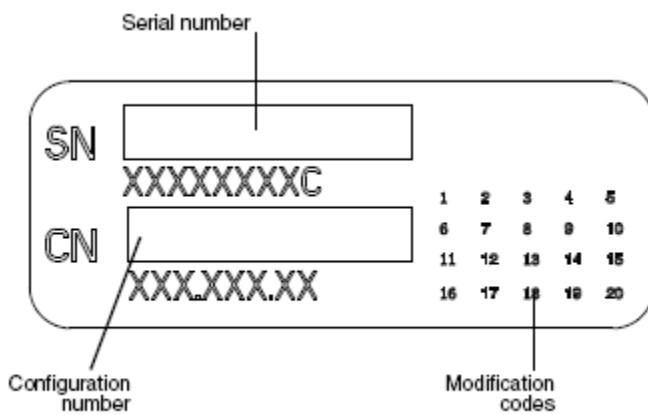 Serial number
SN
XXXXXXXXC
CN
XXX.XXX.XX
1 2 3 4 5
6 7 8 9 10
11 12 13 14 15
16 17 18 19 20
Configuration
number
Modification
codes